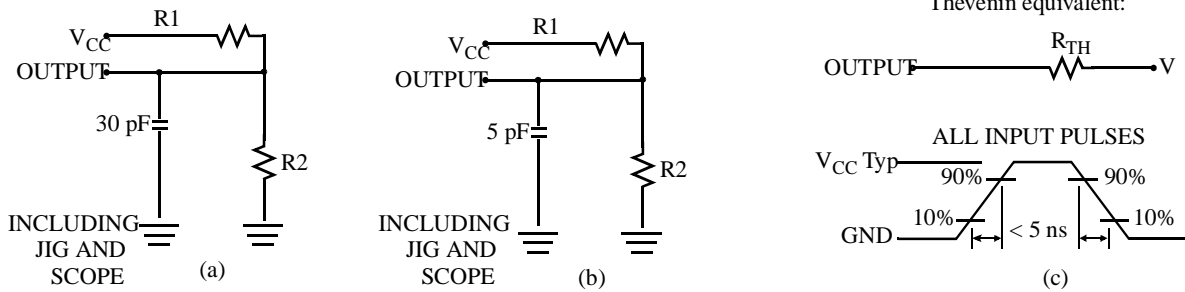 R1
VCC
OUTPUT
30 pF
R2
INCLUDING
JIG AND
SCOPE
(a)
R1
VCC
OUTPUT
5 pF
R2
INCLUDING
JIG AND
SCOPE
(b)
Thevenin equivalent:
RTH
OUTPUT
V
ALL INPUT PULSES
VCC Typ
90%
90%
10%
10%
GND
< 5 ns
(c)